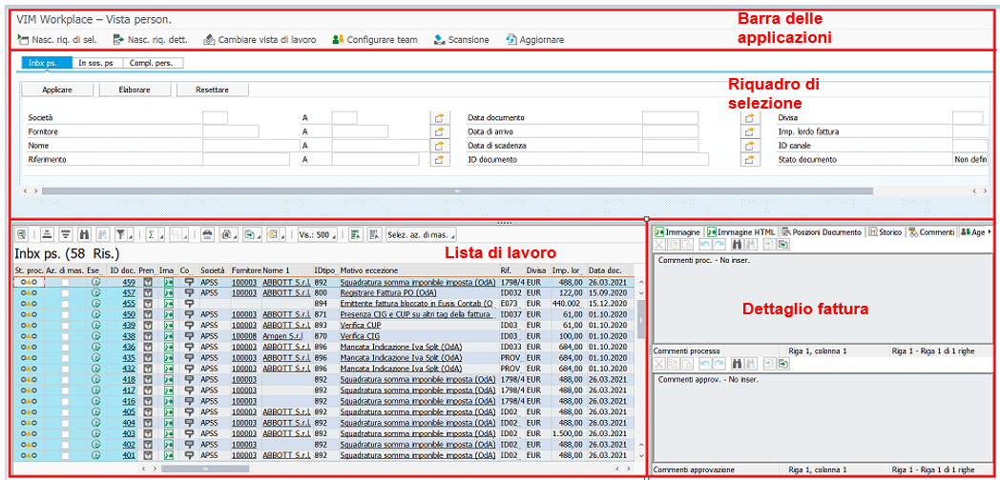 VIM Workplace – Vista person.
Barra delle
applicazioni
Nasc. riq. di sel. Nasc. riq. dett. Cambiare vista di lavoro Configurare team Scansione Aggiornare
Inbx ps. In sos. ps Compl. pers.
Applicare Elaborare Resettare
Riquadro di
selezione
Società A Data documento Divisa
Fornitore A Data di arrivo Imp. lordo fattura
Nome A Data di scadenza ID canale
Riferimento A ID documento Stato documento Non defin
Vis.: 500 Selez. az. di mas.
Immagine Immagine HTML Posizioni Documento Storico Commenti Age
Inbx ps. (58 Ris.)
Lista di lavoro
St. proc. Az. di mas. Ese ID doc. Pren Ima Co Società Fornitore Nome 1 IDtipo Motivo eccezione Rif. Divisa Imp. lor Data doc.
459 APSS 100003 ABBOTT S.r.l. 892 Squadratura somma imponible imposta (OdA) 1798/4 EUR 488,00 26.03.2021
457 APSS 100003 ABBOTT S.r.l. 800 Registrare Fattura PO (OdA) ID032 EUR 122,00 15.09.2020
455 894 Emittente fattura bloccato in Eusis Contab (O E073 EUR 440.002 15.12.2020
450 APSS 100003 ABBOTT S.r.l. 871 Presenza CIG e CUP su altri tag della fattura ID037 EUR 61,00 01.10.2020
439 APSS 100003 ABBOTT S.r.l. 893 Verifica CUP ID03 EUR 61,00 01.10.2020
438 APSS 100008 Amgen S.r.l. 870 Verifica CIG ID03 EUR 100,00 01.10.2020
436 APSS 100003 ABBOTT S.r.l. 896 Mancata Indicazione Iva Split (OdA) ID033 EUR 684,00 01.10.2020
435 APSS 100003 ABBOTT S.r.l. 896 Mancata Indicazione Iva Split (OdA) PROV EUR 684,00 01.10.2020
432 APSS 100003 ABBOTT S.r.l. 896 Mancata Indicazione Iva Split (OdA) PROV EUR 684,00 01.10.2020
418 APSS 100003 892 Squadratura somma imponible imposta (OdA) 1798/4 EUR 488,00 26.03.2021
417 APSS 100003 892 Squadratura somma imponible imposta (OdA) 1798/4 EUR 488,00 26.03.2021
416 APSS 100003 892 Squadratura somma imponible imposta (OdA) 1798/4 EUR 488,00 26.03.2021
405 APSS 100003 ABBOTT S.r.l. 892 Squadratura somma imponible imposta (OdA) ID02 EUR 488,00 26.03.2021
404 APSS 100003 ABBOTT S.r.l. 892 Squadratura somma imponible imposta (OdA) ID02 EUR 488,00 26.03.2021
403 APSS 100003 ABBOTT S.r.l. 892 Squadratura somma imponible imposta (OdA) ID02 EUR 1.500,00 26.03.2021
402 APSS 100003 892 Squadratura somma imponible imposta (OdA) ID02 EUR 488,00 26.03.2021
401 APSS 100003 ABBOTT S.r.l. 892 Squadratura somma imponible imposta (OdA) ID02 EUR 488,00 26.03.2021
Commenti proc. - No inser.
Dettaglio fattura
Commenti processo Riga 1, colonna 1 Riga 1 - Riga 1 di 1 righe
Commenti approv. - No inser.
Commenti approvazione Riga 1, colonna 1 Riga 1 - Riga 1 di 1 righe